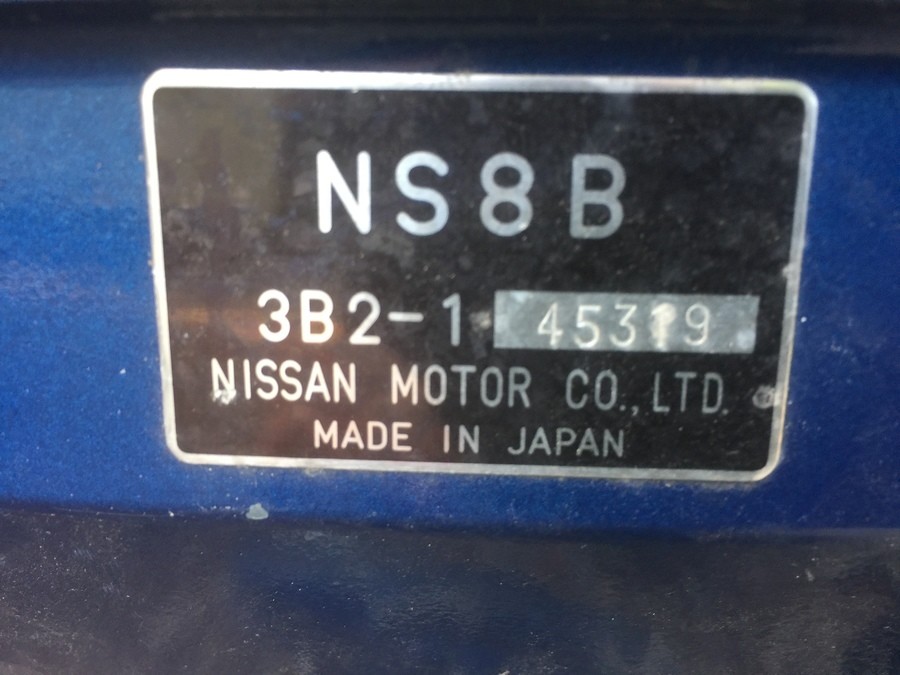 NS8B
3B2-1 45319
NISSAN MOTOR CO., LTD.
MADE IN JAPAN